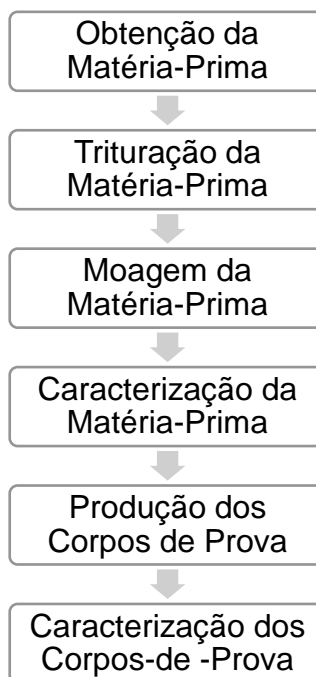 Obtenção da
Matéria-Prima
Trituração da
Matéria-Prima
Moagem da
Matéria-Prima
Caracterização da
Matéria-Prima
Produção dos
Corpos de Prova
Caracterização dos
Corpos-de -Prova